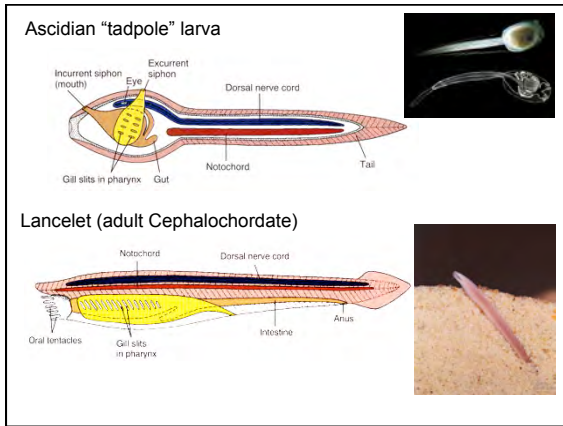 Ascidian “tadpole” larva
Excurrent
siphon
Incurrent siphon
(mouth)
Eye
Dorsal nerve cord
Notochord
Tail
Gill slits in pharynx
Gut
Lancelet (adult Cephalochordate)
Notochord
Dorsal nerve cord
Oral tentacles
Gill slits
in pharynx
Intestine
Anus